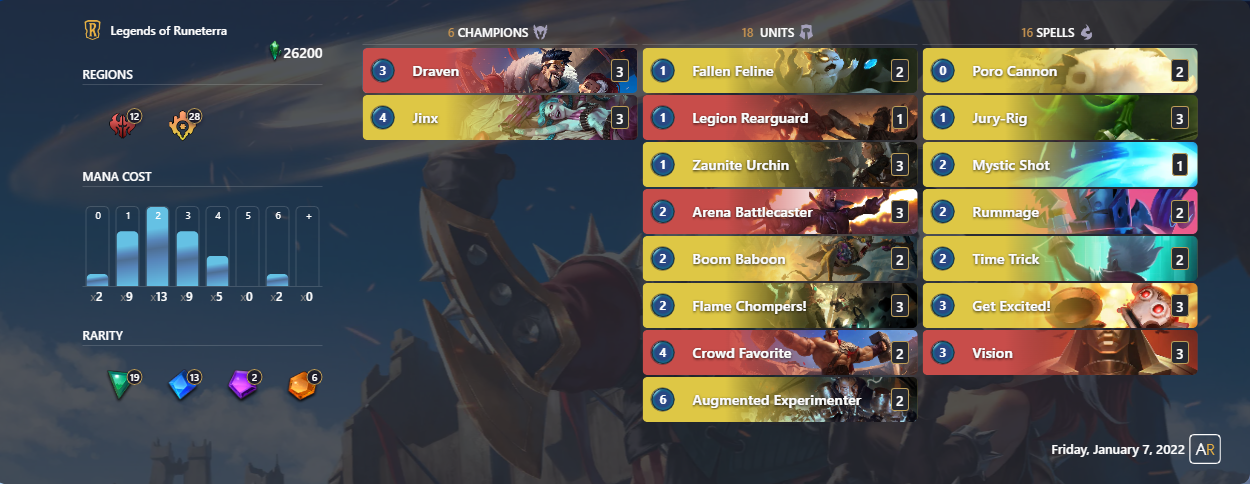 R Legends of Runeterra
26200
REGIONS
12 28
MANA COST
0 1 2 3 4 5 6 +
x2 x9 x13 x9 x5 x0 x2 x0
RARITY
19 13 2 6
6 CHAMPIONS
3 Draven 3
4 Jinx 3
18 UNITS
1 Fallen Feline 2
1 Legion Rearguard 1
1 Zaunite Urchin 3
2 Arena Battlecaster 3
2 Boom Baboon 2
2 Flame Chompers! 3
4 Crowd Favorite 2
6 Augmented Experimenter 2
16 SPELLS
0 Poro Cannon 2
1 Jury-Rig 3
2 Mystic Shot 1
2 Rummage 2
2 Time Trick 2
3 Get Excited! 3
3 Vision 3
Friday, January 7, 2022 AR